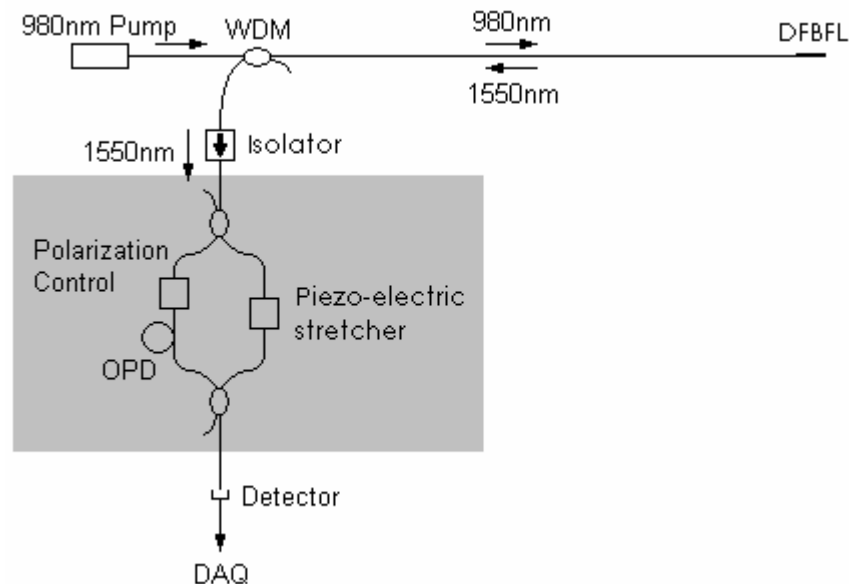 980nm Pump
WDM
980nm
DFBFL
1550nm
1550nm
Isolator
Polarization
Control
Piezo-electric
stretcher
OPD
Detector
DAQ